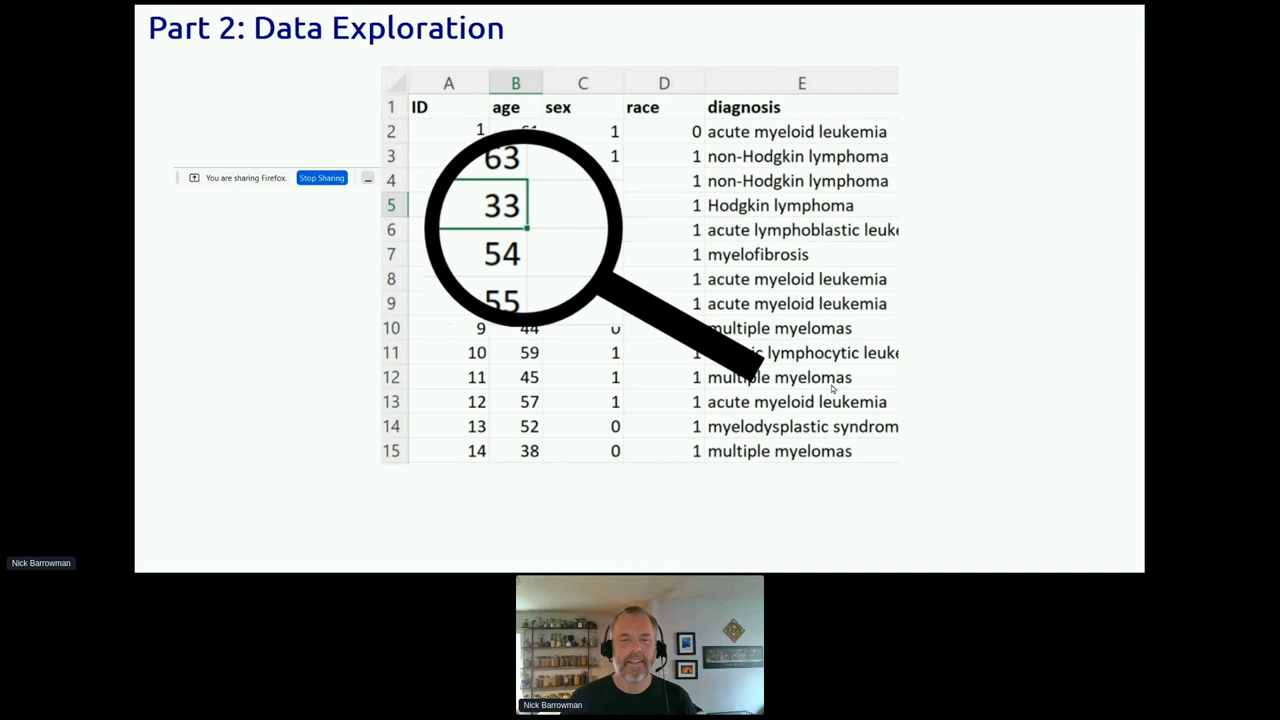 Part 2: Data Exploration
A B C D E
1 ID age sex race diagnosis
2 1 1 0 acute myeloid leukemia
3 63 1 1 non-Hodgkin lymphoma
4 1 non-Hodgkin lymphoma
5 33 1 Hodgkin lymphoma
6 1 acute lymphoblastic leuke
7 54 1 myelofibrosis
8 1 acute myeloid leukemia
9 55 1 acute myeloid leukemia
10 9 44 multiple myelomas
11 10 59 1 lymphocytic leuke
12 11 45 1 1 multiple myelomas
13 12 57 1 1 acute myeloid leukemia
14 13 52 0 1 myelodysplastic syndrom
15 14 38 0 1 multiple myelomas
You are sharing Firefox. Stop Sharing
Nick Barrowman
Nick Barrowman